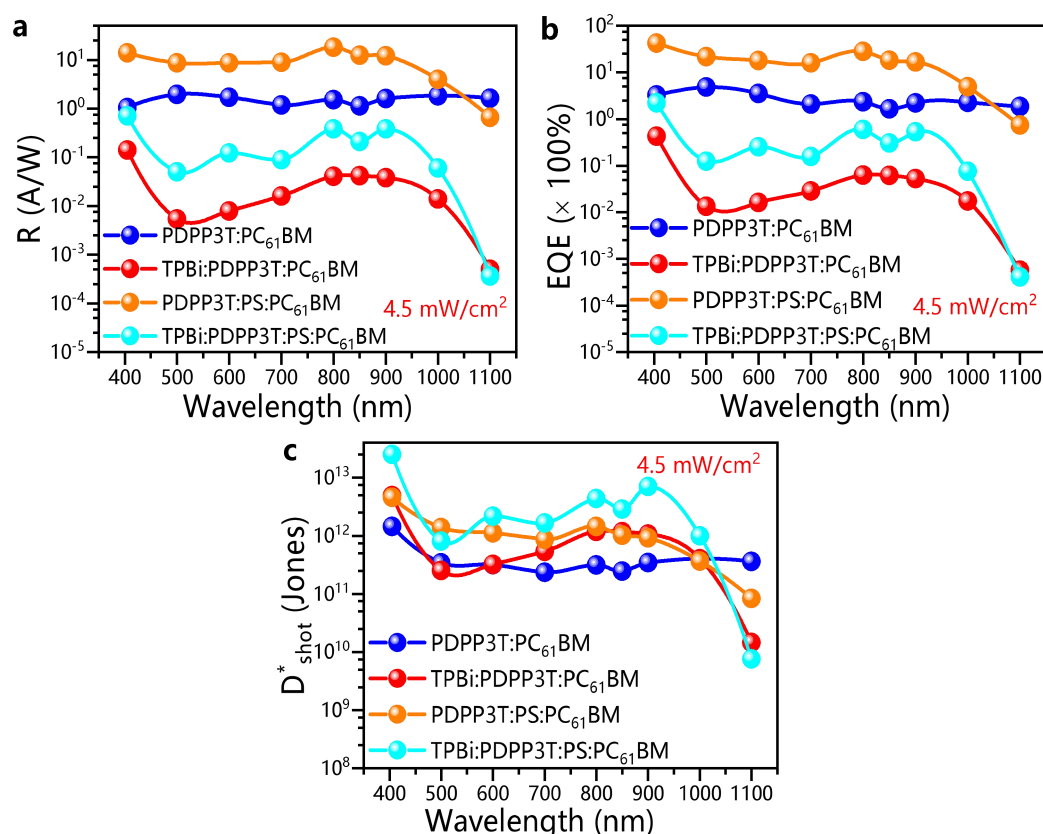 a
R (A/W)
10^1
10^0
10^-1
10^-2
10^-3
10^-4
10^-5
PDPP3T:PC61BM
TPBi:PDPP3T:PC61BM
PDPP3T:PS:PC61BM
TPBi:PDPP3T:PS:PC61BM
4.5 mW/cm^2
400 500 600 700 800 900 1000 1100
Wavelength (nm)
b
EQE (× 100%)
10^2
10^1
10^0
10^-1
10^-2
10^-3
10^-4
10^-5
PDPP3T:PC61BM
TPBi:PDPP3T:PC61BM
PDPP3T:PS:PC61BM
TPBi:PDPP3T:PS:PC61BM
4.5 mW/cm^2
400 500 600 700 800 900 1000 1100
Wavelength (nm)
c
D*shot (Jones)
4.5 mW/cm^2
10^13
10^12
10^11
10^10
10^9
10^8
PDPP3T:PC61BM
TPBi:PDPP3T:PC61BM
PDPP3T:PS:PC61BM
TPBi:PDPP3T:PS:PC61BM
400 500 600 700 800 900 1000 1100
Wavelength (nm)